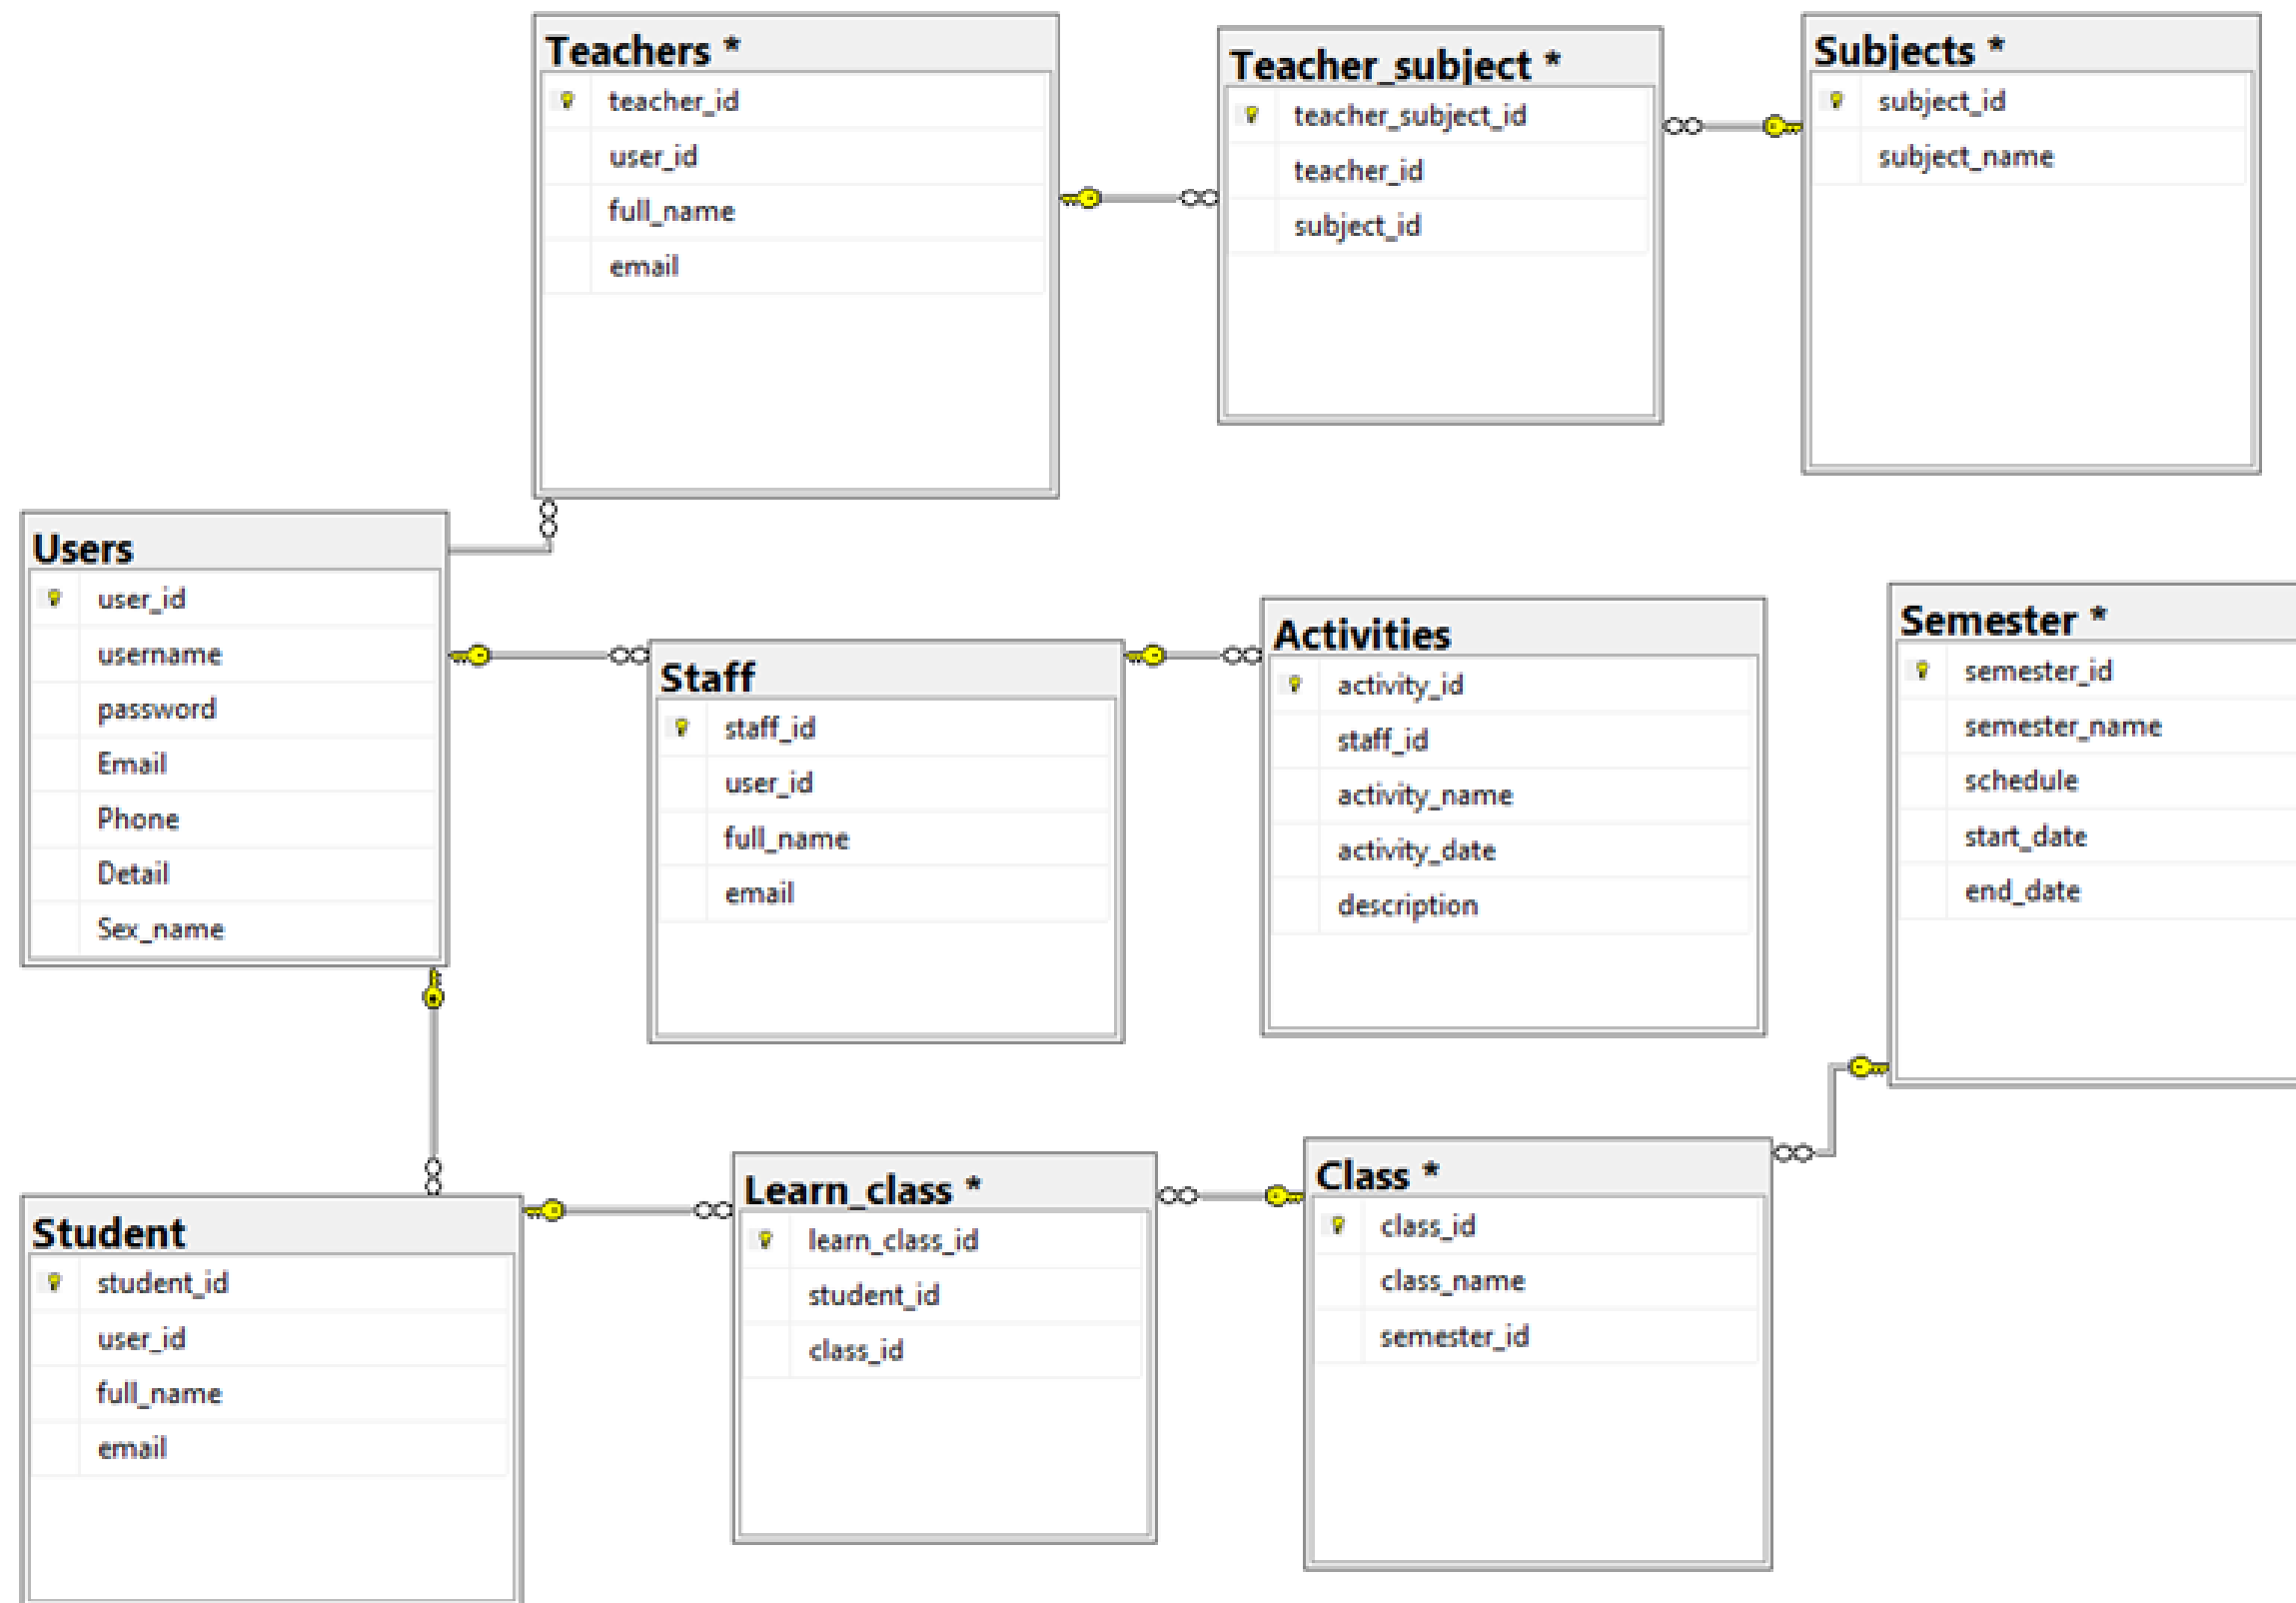 Teachers *
teacher_id
user_id
full_name
email
Teacher_subject *
teacher_subject_id
teacher_id
subject_id
Subjects *
subject_id
subject_name
Users
user_id
username
password
Email
Phone
Detail
Sex_name
Staff
staff_id
user_id
full_name
email
Activities
activity_id
staff_id
activity_name
activity_date
description
Semester *
semester_id
semester_name
schedule
start_date
end_date
Student
student_id
user_id
full_name
email
Learn_class *
learn_class_id
student_id
class_id
Class *
class_id
class_name
semester_id